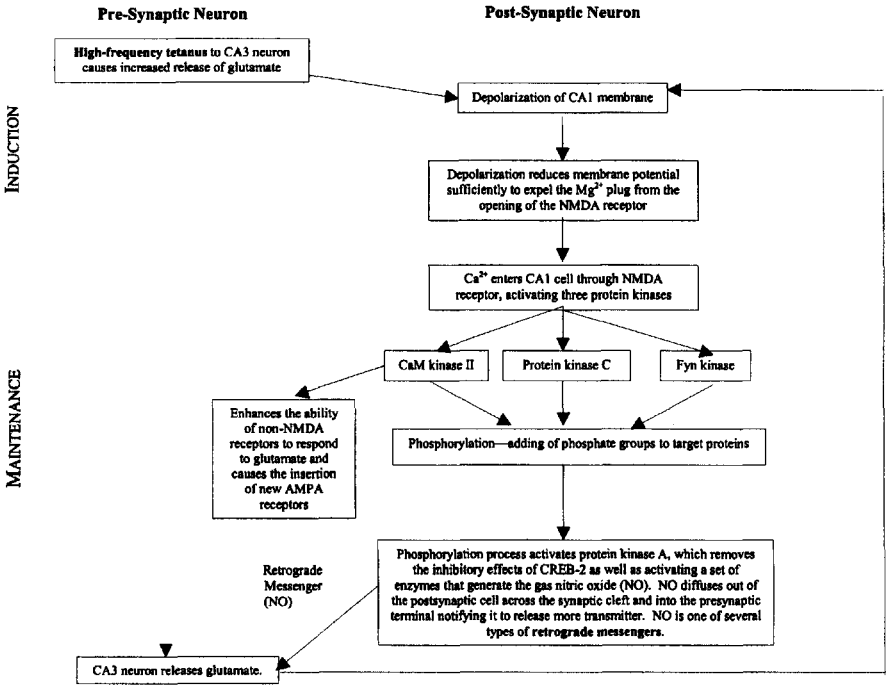 Pre-Synaptic Neuron
Post-Synaptic Neuron
High-frequency tetanus to CA3 neuron
causes increased release of glutamate
Depolarization of CA1 membrane
INDUCTION
Depolarization reduces membrane potential
sufficiently to expel the Mg²⁺ plug from the
opening of the NMDA receptor
Ca²⁺ enters CA1 cell through NMDA
receptor, activating three protein kinases
CaM kinase II
Protein kinase C
Fyn kinase
MAINTENANCE
Enhances the ability
of non-NMDA
receptors to respond
to glutamate and
causes the insertion
of new AMPA
receptors
Phosphorylation—adding of phosphate groups to target proteins
Phosphorylation process activates protein kinase A, which removes
the inhibitory effects of CREB-2 as well as activating a set of
enzymes that generate the gas nitric oxide (NO). NO diffuses out of
the postsynaptic cell across the synaptic cleft and into the presynaptic
terminal notifying it to release more transmitter. NO is one of several
types of retrograde messengers.
Retrograde
Messenger
(NO)
CA3 neuron releases glutamate.